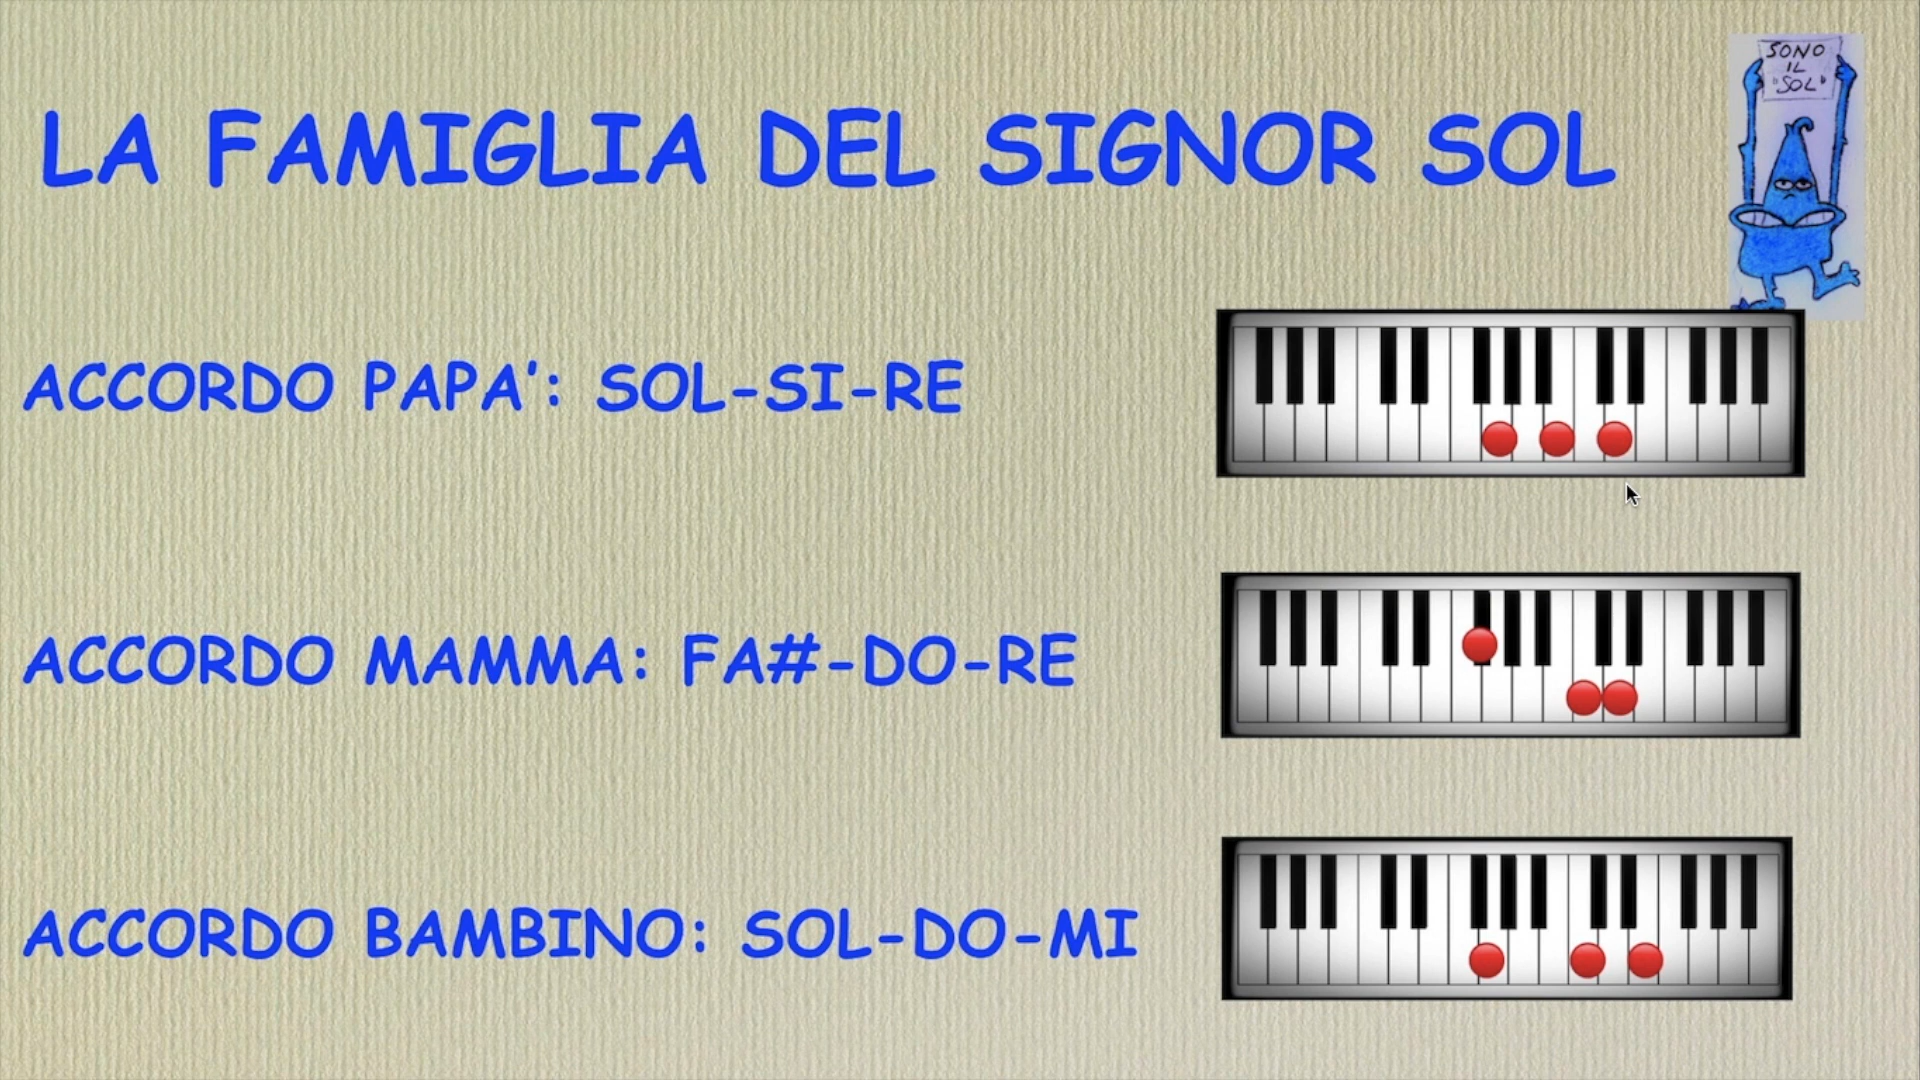 SONO
IL
"SOL"
LA FAMIGLIA DEL SIGNOR SOL
ACCORDO PAPA': SOL-SI-RE
ACCORDO MAMMA: FA#-DO-RE
ACCORDO BAMBINO: SOL-DO-MI